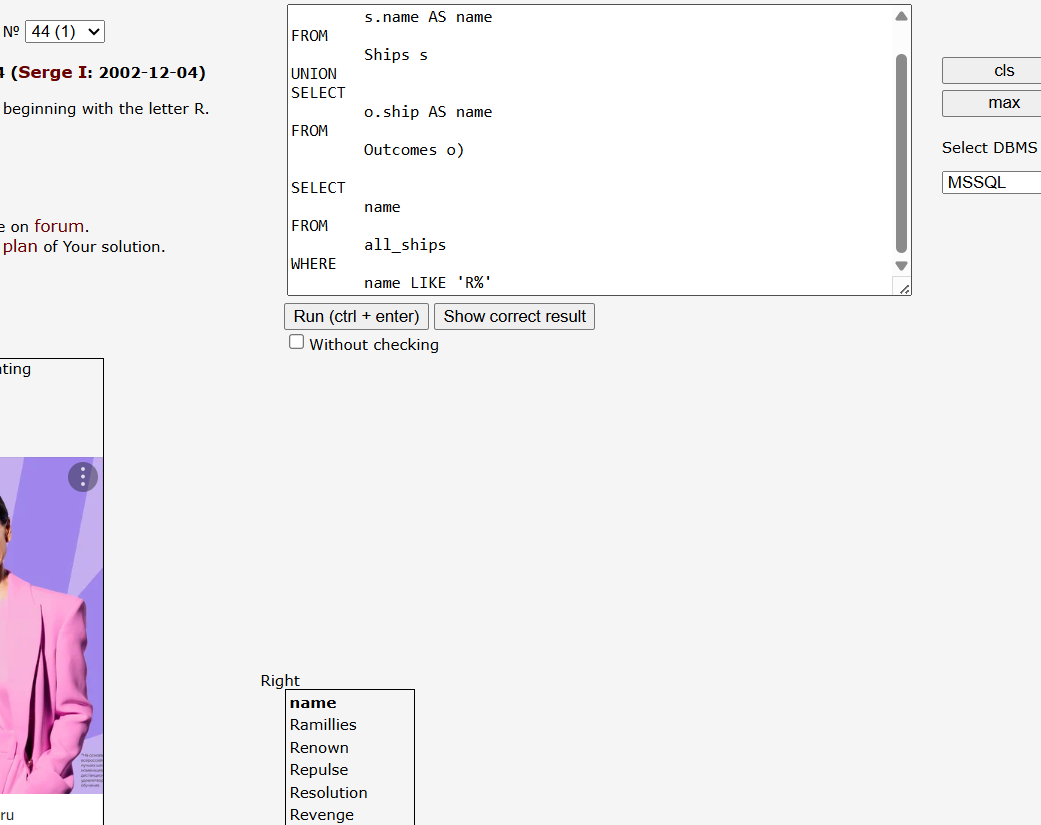 № 44 (1)
4 (Serge I: 2002-12-04)
beginning with the letter R.
e on forum.
plan of Your solution.
s.name AS name
FROM
Ships s
UNION
SELECT
o.ship AS name
FROM
Outcomes o)
SELECT
name
FROM
all_ships
WHERE
name LIKE 'R%'
cls
max
Select DBMS
MSSQL
Run (ctrl + enter) Show correct result
Without checking
ating
ru
Right
name
Ramillies
Renown
Repulse
Resolution
Revenge